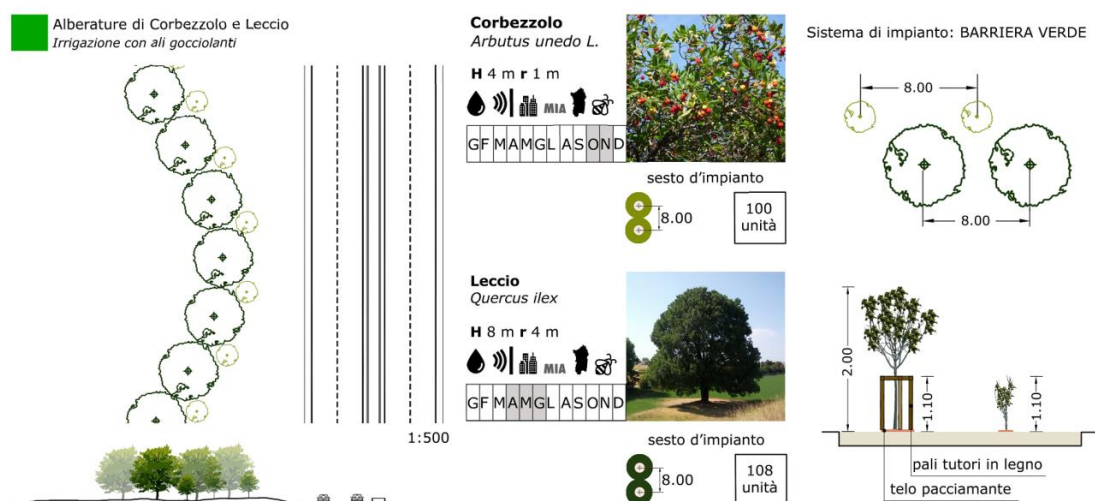 Alberature di Corbezzolo e Leccio
Irrigazione con ali gocciolanti
1:500
Corbezzolo
Arbutus unedo L.
H 4 m r 1 m
MIA
G F M A M G L A S O N D
sesto d'impianto
8.00
100
unità
Leccio
Quercus ilex
H 8 m r 4 m
MIA
G F M A M G L A S O N D
sesto d'impianto
8.00
108
unità
Sistema di impianto: BARRIERA VERDE
8.00
8.00
2.00
1.10
1.10
pali tutori in legno
telo pacciamante